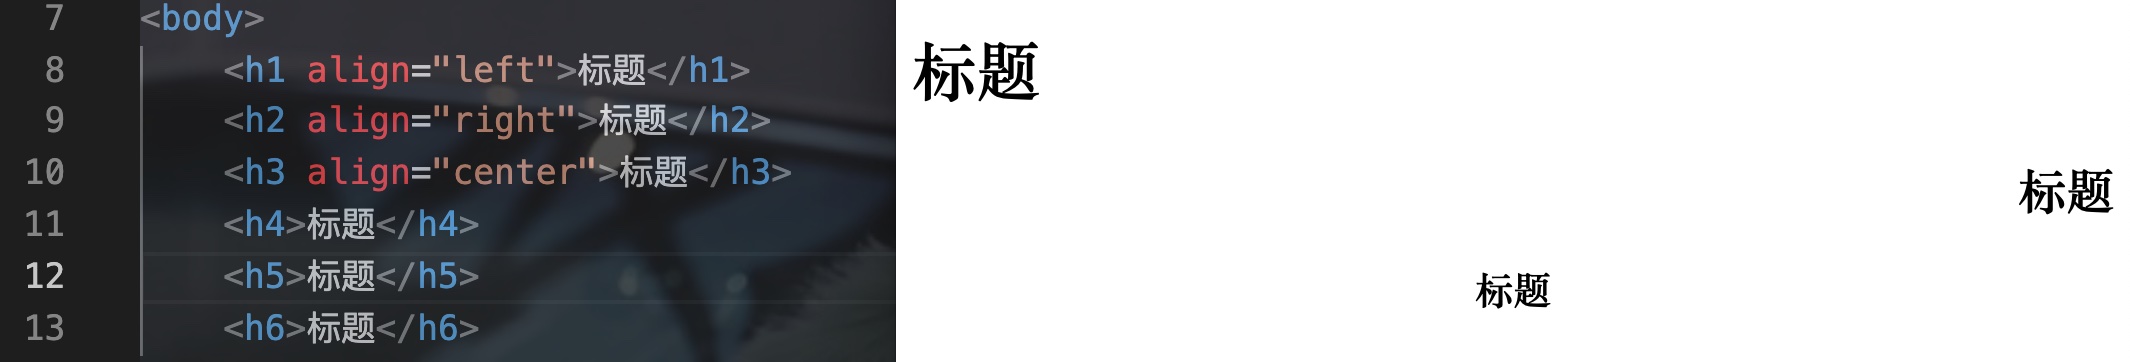 7 <body>
8 <h1 align="left">标题</h1>
9 <h2 align="right">标题</h2>
10 <h3 align="center">标题</h3>
11 <h4>标题</h4>
12 <h5>标题</h5>
13 <h6>标题</h6>
标题
标题
标题